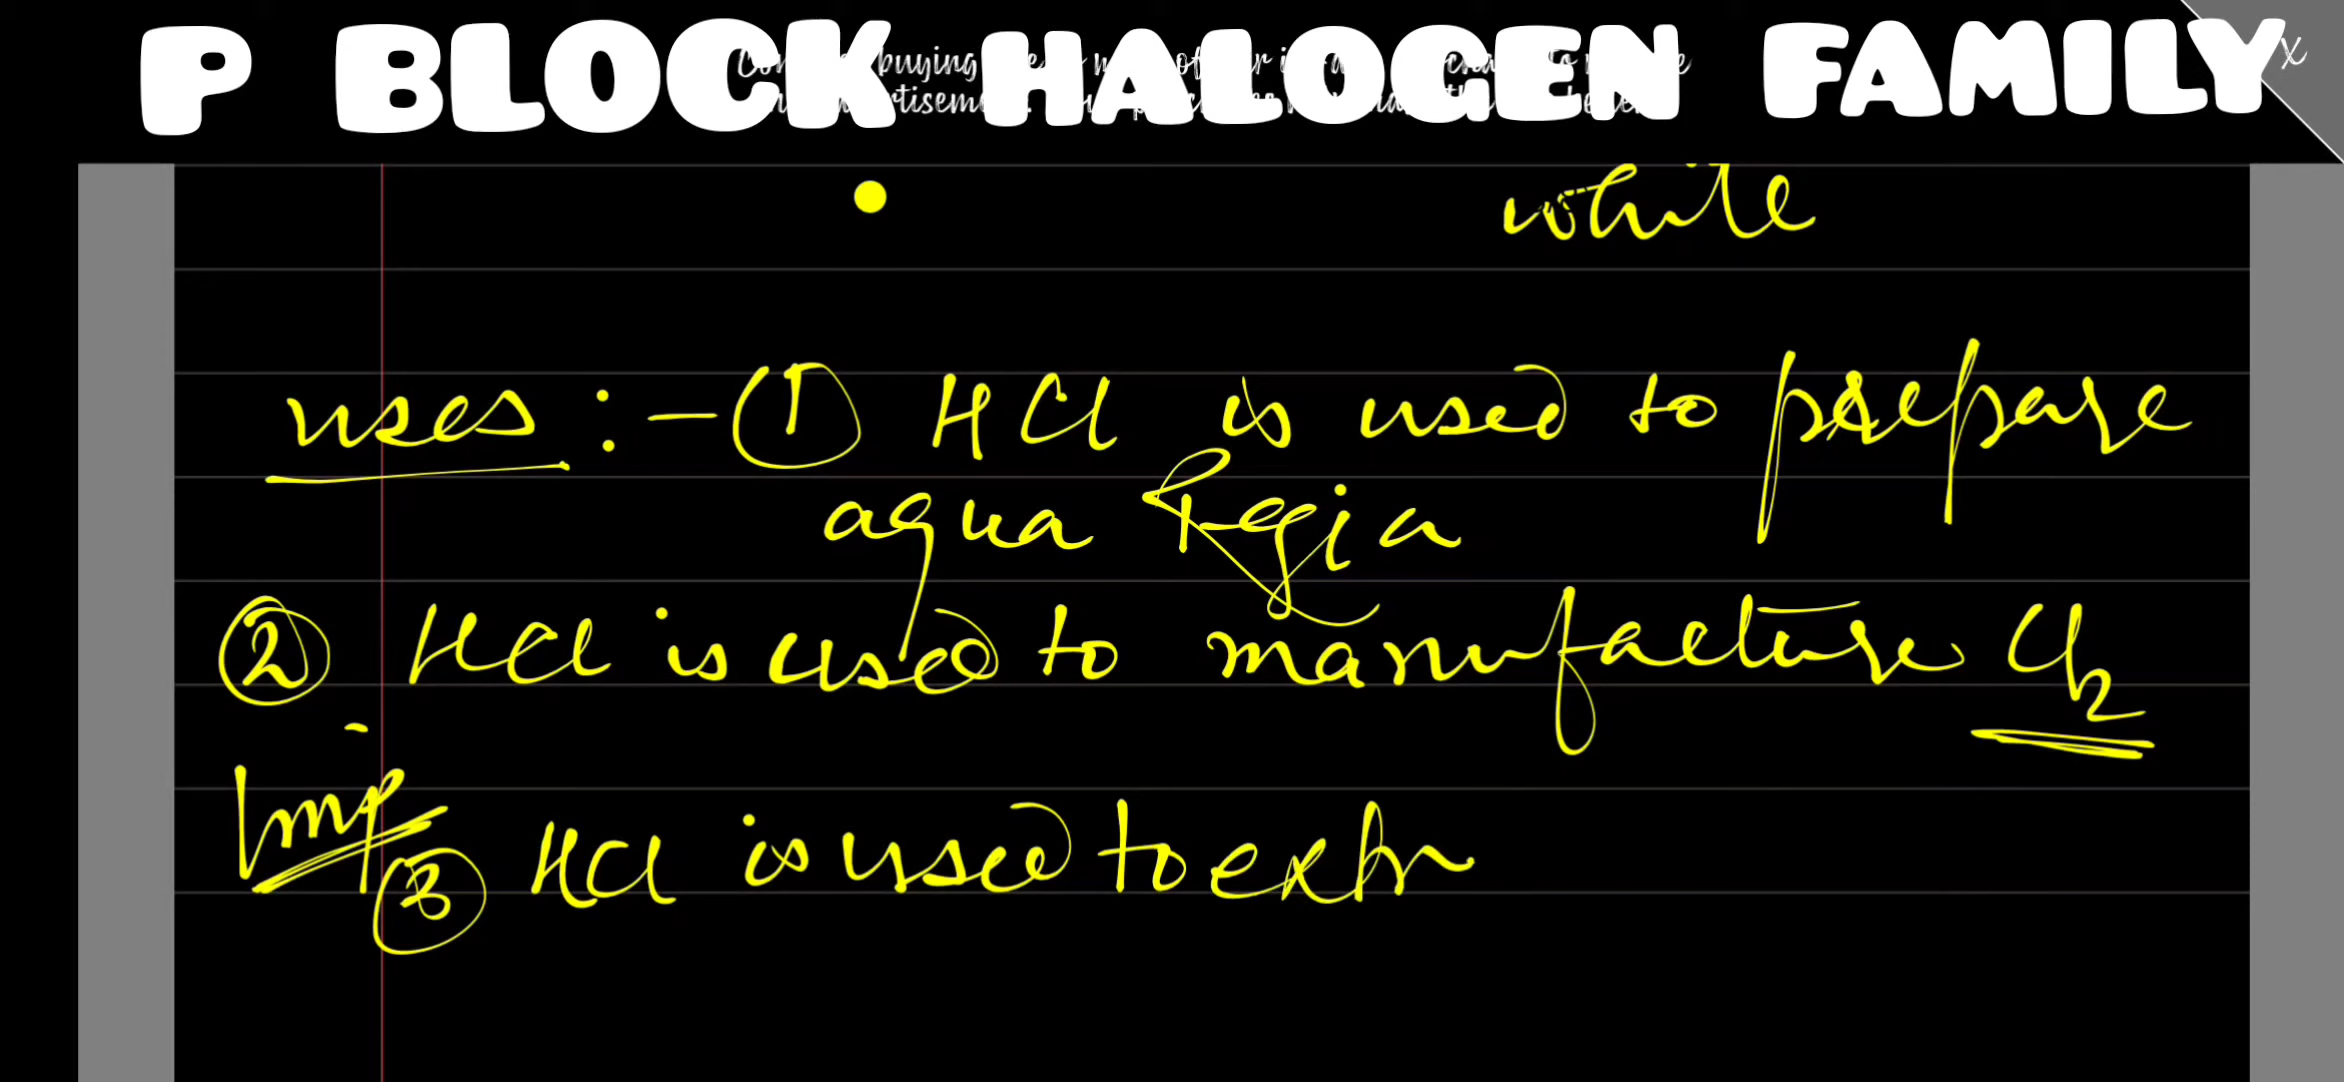 P BLOCK HALOGEN FAMILY
white
uses :- ① HCl is used to prepare
aqua Regia
② HCl is used to manufacture Cl2
Imp
③ HCl is used to extr